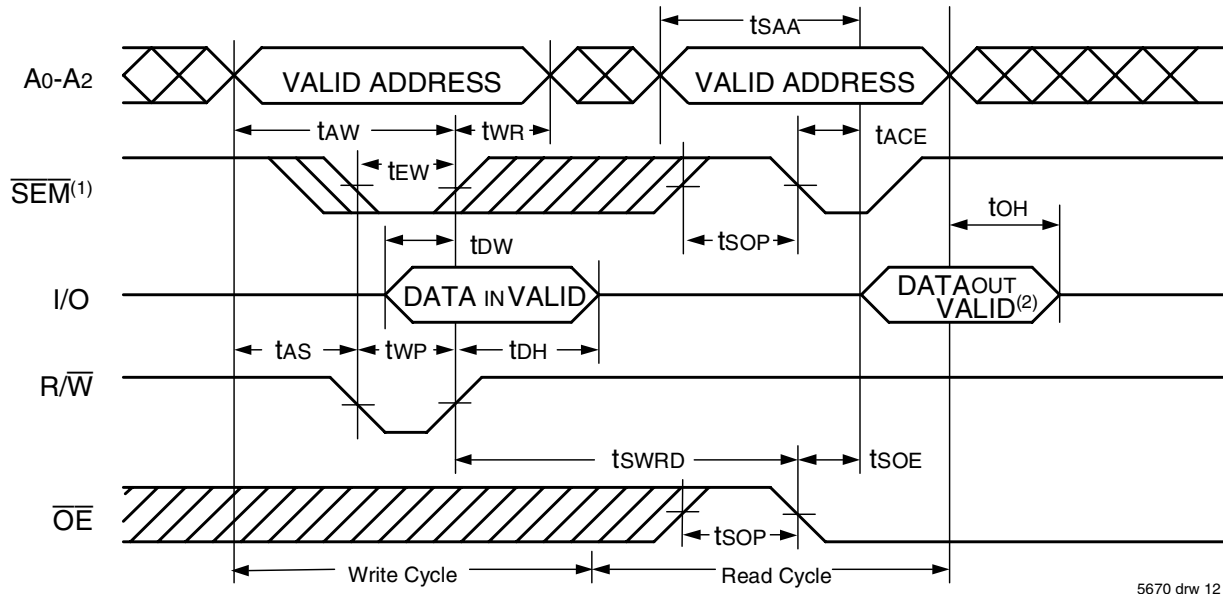 tSAA
A0-A2
VALID ADDRESS
VALID ADDRESS
tAW
tWR
tACE
SEM(1)
tEW
tSOP
tOH
tDW
I/O
DATA IN VALID
DATAOUT
VALID(2)
tAS
tWP
tDH
R/W
tSWRD
tSOE
OE
tSOP
Write Cycle
Read Cycle
5670 drw 12